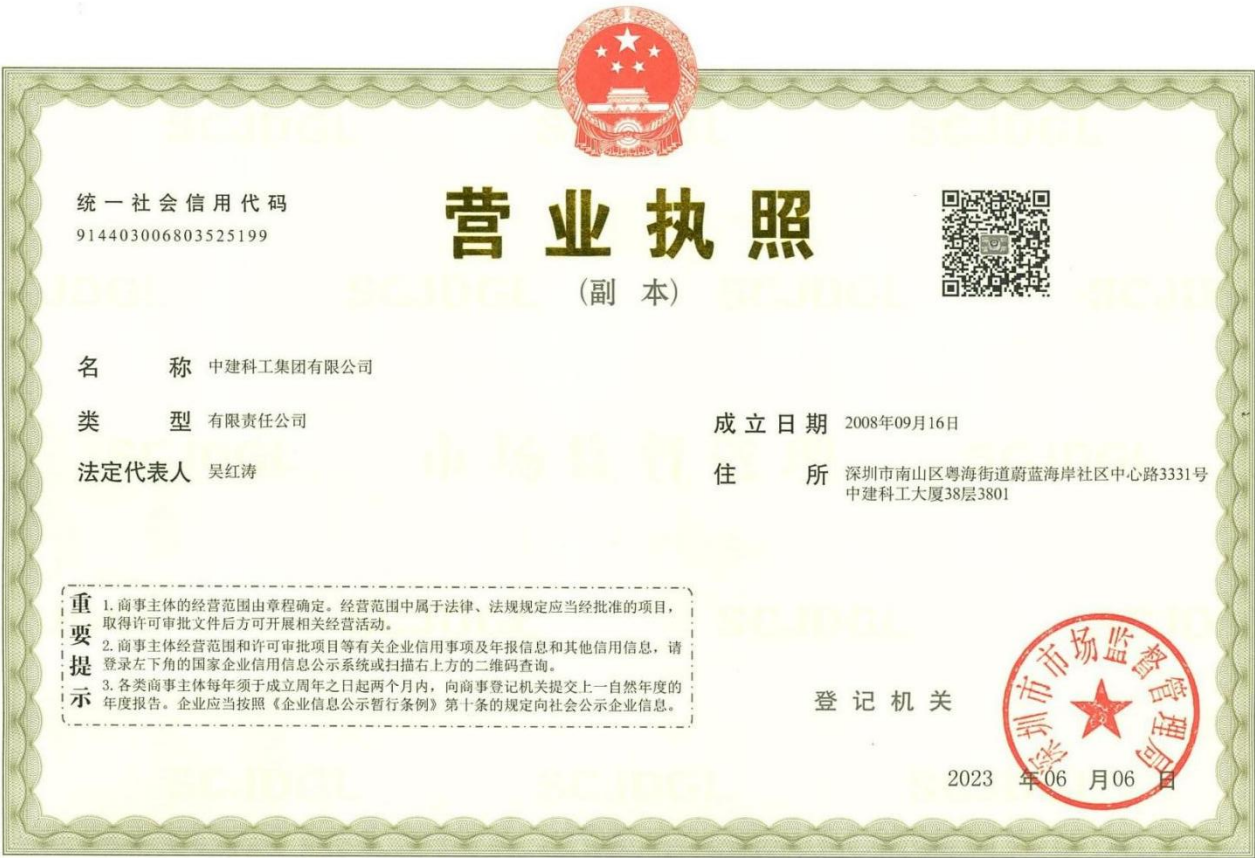 统一社会信用代码
914403006803525199
营业执照
(副 本)
名 称 中建科工集团有限公司
类 型 有限责任公司
法定代表人 吴红涛
成立日期 2008年09月16日
住 所 深圳市南山区粤海街道蔚蓝海岸社区中心路3331号
中建科工大厦38层3801
重要提示
1. 商事主体的经营范围由章程确定。经营范围中属于法律、法规规定应当经批准的项目，
取得许可审批文件后方可开展相关经营活动。
2. 商事主体经营范围和许可审批项目等有关企业信用事项及年报信息和其他信用信息，请
登录左下角的国家企业信用信息公示系统或扫描右上方的二维码查询。
3. 各类商事主体每年须于成立周年之日起两个月内，向商事登记机关提交上一自然年度的
年度报告。企业应当按照《企业信息公示暂行条例》第十条的规定向社会公示企业信息。
登记机关
深圳市市场监督管理局
2023 年06 月06 日